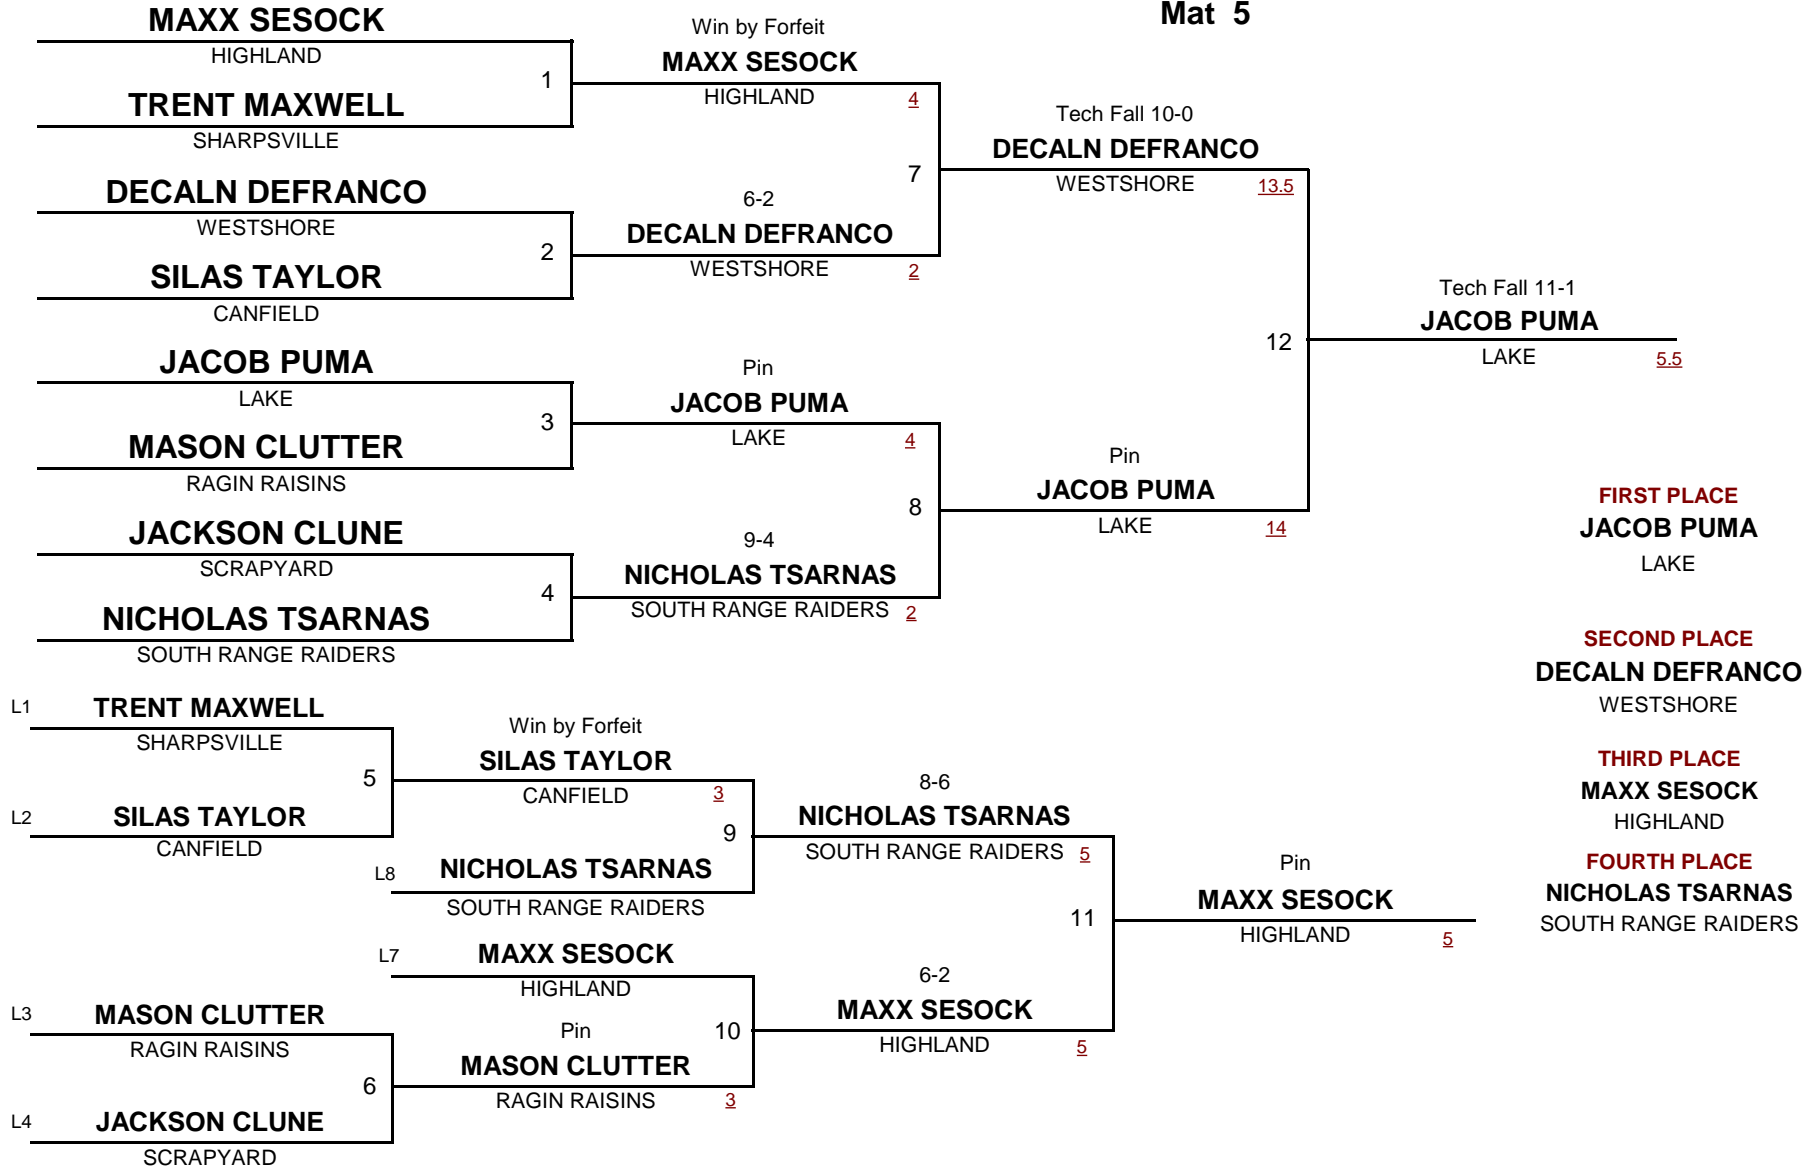 Mat 5
MAXX SESOCK
HIGHLAND
1
TRENT MAXWELL
SHARPSVILLE
DECALN DEFRANCO
WESTSHORE
2
SILAS TAYLOR
CANFIELD
JACOB PUMA
LAKE
3
MASON CLUTTER
RAGIN RAISINS
JACKSON CLUNE
SCRAPYARD
4
NICHOLAS TSARNAS
SOUTH RANGE RAIDERS
Win by Forfeit
MAXX SESOCK
HIGHLAND 4
7
6-2
DECALN DEFRANCO
WESTSHORE 2
Pin
JACOB PUMA
LAKE 4
8
9-4
NICHOLAS TSARNAS
SOUTH RANGE RAIDERS 2
Tech Fall 10-0
DECALN DEFRANCO
WESTSHORE 13.5
12
Pin
JACOB PUMA
LAKE 14
Tech Fall 11-1
JACOB PUMA
LAKE 5.5
FIRST PLACE
JACOB PUMA
LAKE
SECOND PLACE
DECALN DEFRANCO
WESTSHORE
THIRD PLACE
MAXX SESOCK
HIGHLAND
FOURTH PLACE
NICHOLAS TSARNAS
SOUTH RANGE RAIDERS
L1 TRENT MAXWELL
SHARPSVILLE
5
L2 SILAS TAYLOR
CANFIELD
Win by Forfeit
SILAS TAYLOR
CANFIELD 3
9
L8 NICHOLAS TSARNAS
SOUTH RANGE RAIDERS
L7 MAXX SESOCK
HIGHLAND
10
L3 MASON CLUTTER
RAGIN RAISINS
6
L4 JACKSON CLUNE
SCRAPYARD
Pin
MASON CLUTTER
RAGIN RAISINS 3
8-6
NICHOLAS TSARNAS
SOUTH RANGE RAIDERS 5
11
6-2
MAXX SESOCK
HIGHLAND 5
Pin
MAXX SESOCK
HIGHLAND 5